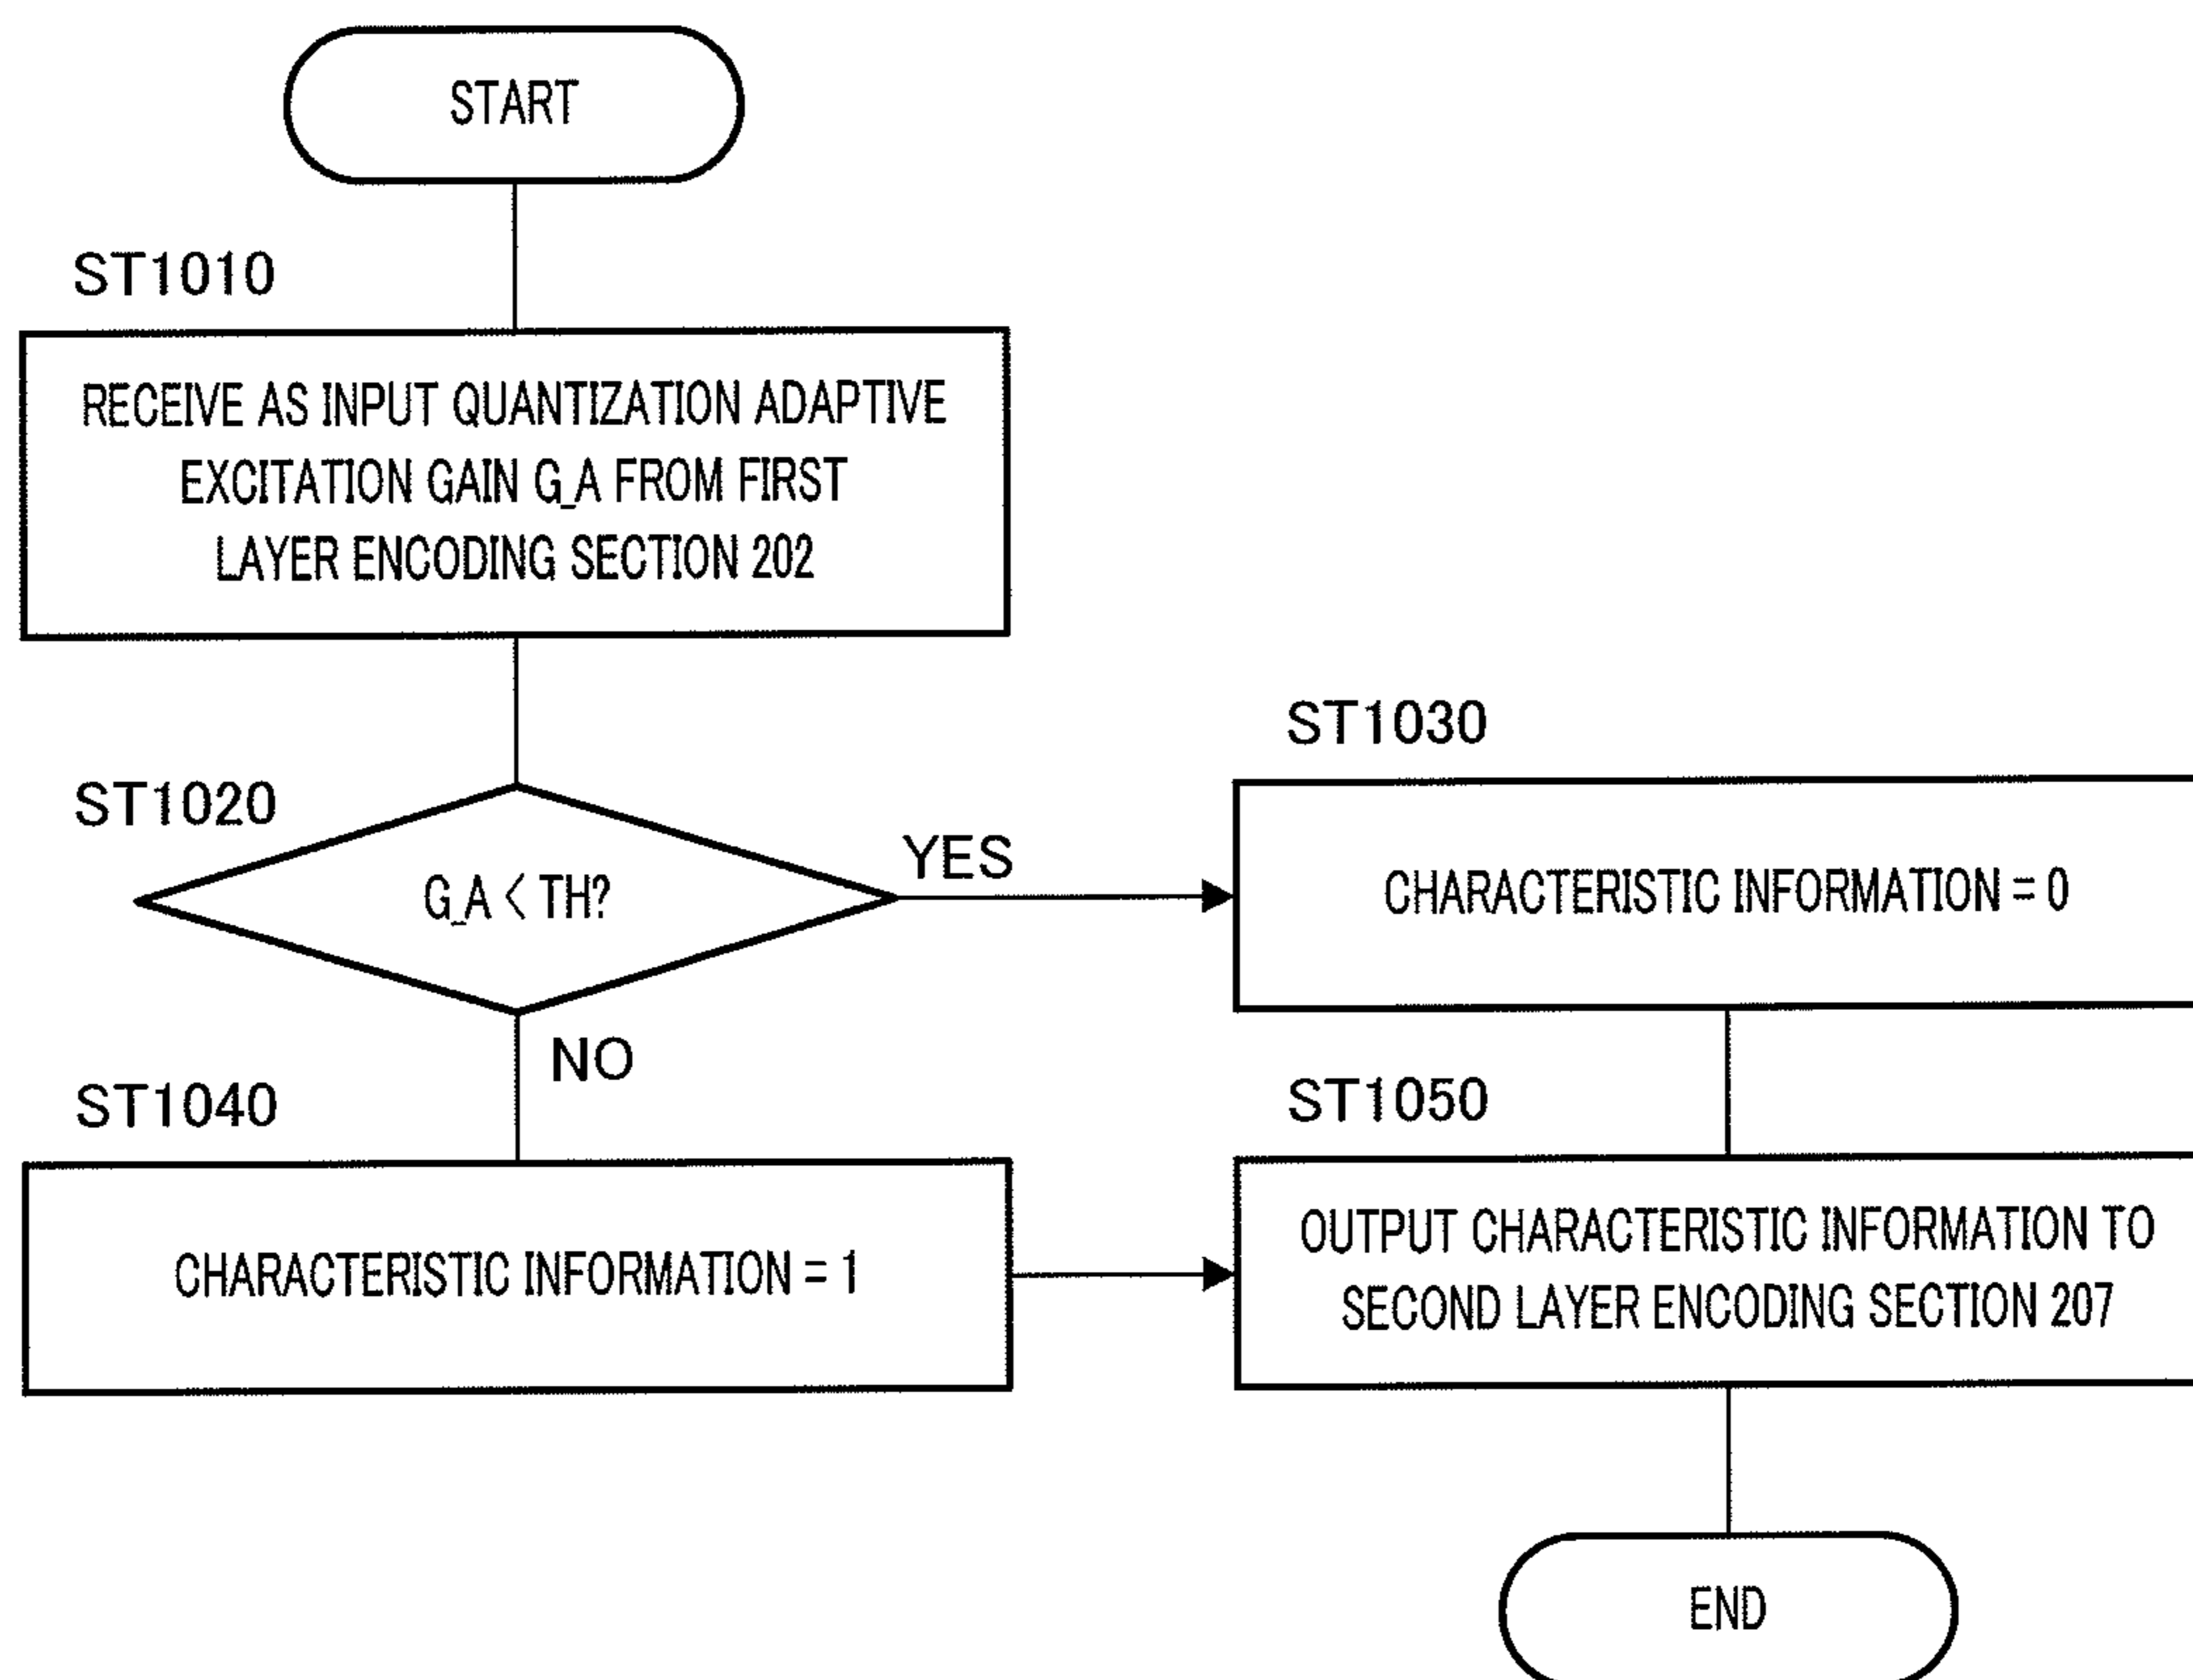 START
ST1010
RECEIVE AS INPUT QUANTIZATION ADAPTIVE
EXCITATION GAIN G_A FROM FIRST
LAYER ENCODING SECTION 202
ST1020
G_A < TH?
YES
ST1030
CHARACTERISTIC INFORMATION = 0
NO
ST1040
CHARACTERISTIC INFORMATION = 1
ST1050
OUTPUT CHARACTERISTIC INFORMATION TO
SECOND LAYER ENCODING SECTION 207
END